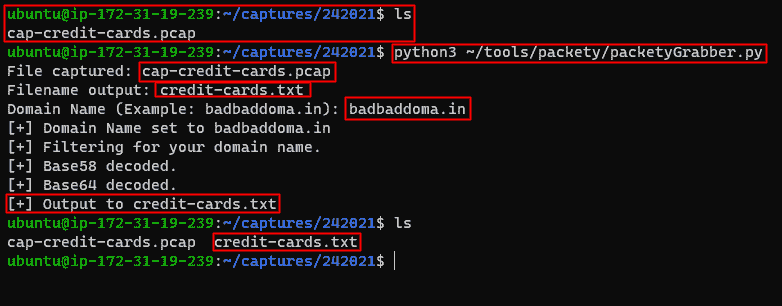 ubuntu@ip-172-31-19-239:~/captures/242021$ ls
cap-credit-cards.pcap
ubuntu@ip-172-31-19-239:~/captures/242021$ python3 ~/tools/packety/packetyGrabber.py
File captured: cap-credit-cards.pcap
Filename output: credit-cards.txt
Domain Name (Example: badbaddoma.in): badbaddoma.in
[+] Domain Name set to badbaddoma.in
[+] Filtering for your domain name.
[+] Base58 decoded.
[+] Base64 decoded.
[+] Output to credit-cards.txt
ubuntu@ip-172-31-19-239:~/captures/242021$ ls
cap-credit-cards.pcap  credit-cards.txt
ubuntu@ip-172-31-19-239:~/captures/242021$